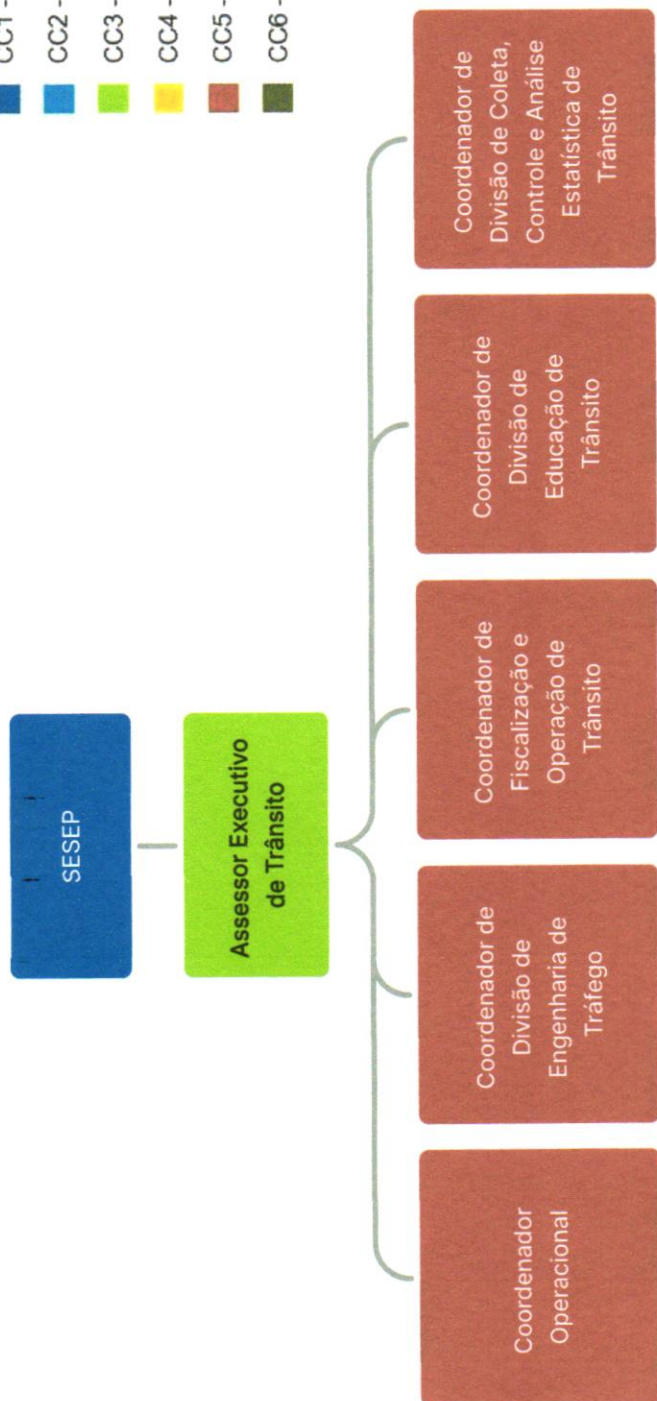 CC1 -
CC2 -
CC3 -
CC4 -
CC5 -
CC6 -
SESEP
Assessor Executivo
de Trânsito
Coordenador
Operacional
Coordenador de
Divisão de
Engenharia de
Tráfego
Coordenador de
Fiscalização e
Operação de
Trânsito
Coordenador de
Divisão de
Educação de
Trânsito
Coordenador de
Divisão de Coleta,
Controle e Análise
Estatística de
Trânsito